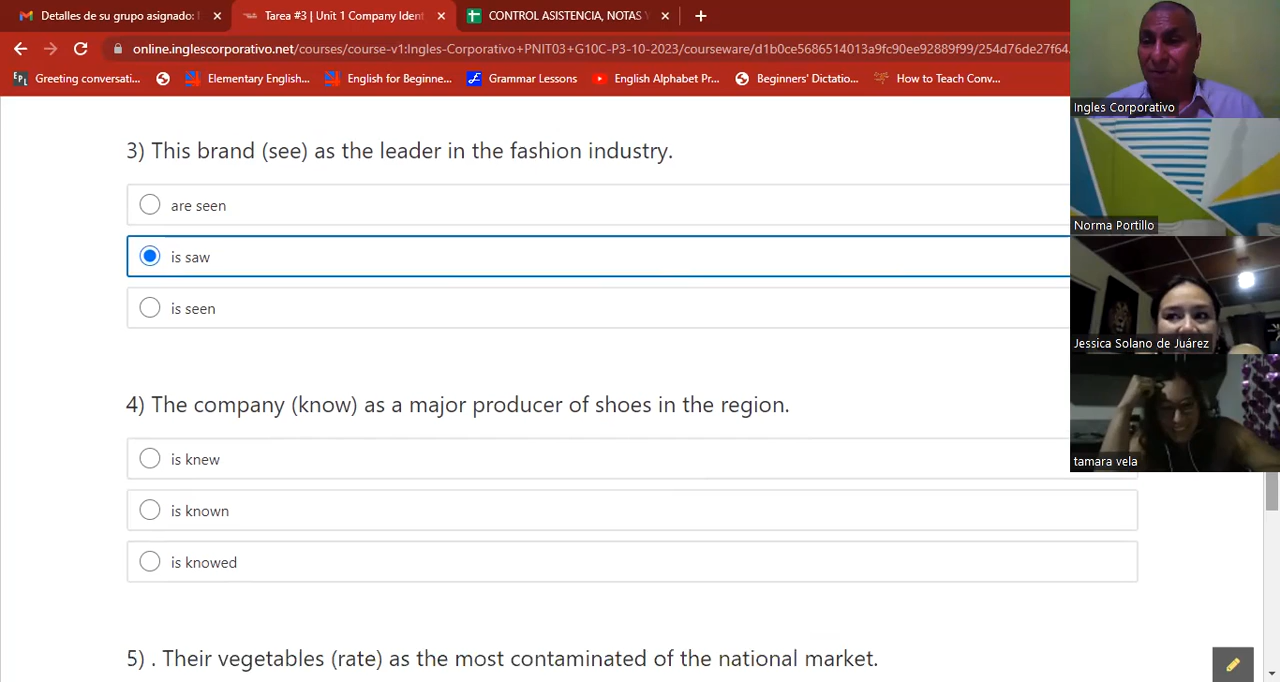 Detalles de su grupo asignado:
Tarea #3 | Unit 1 Company Iden
CONTROL ASISTENCIA, NOTAS Y
online.inglescorporativo.net/courses/course-v1:Ingles-Corporativo+PNIT03+G10C-P3-10-2023/courseware/d1b0ce5686514013a9fc90ee92889f99/254d76de27f64.
Greeting conversati...
Elementary English...
English for Beginne...
Grammar Lessons
English Alphabet Pr...
Beginners' Dictatio...
How to Teach Conv...
Ingles Corporativo
3) This brand (see) as the leader in the fashion industry.
are seen
Norma Portillo
is saw
is seen
Jessica Solano de Juárez
4) The company (know) as a major producer of shoes in the region.
is knew
tamara vela
is known
is knowed
5) . Their vegetables (rate) as the most contaminated of the national market.